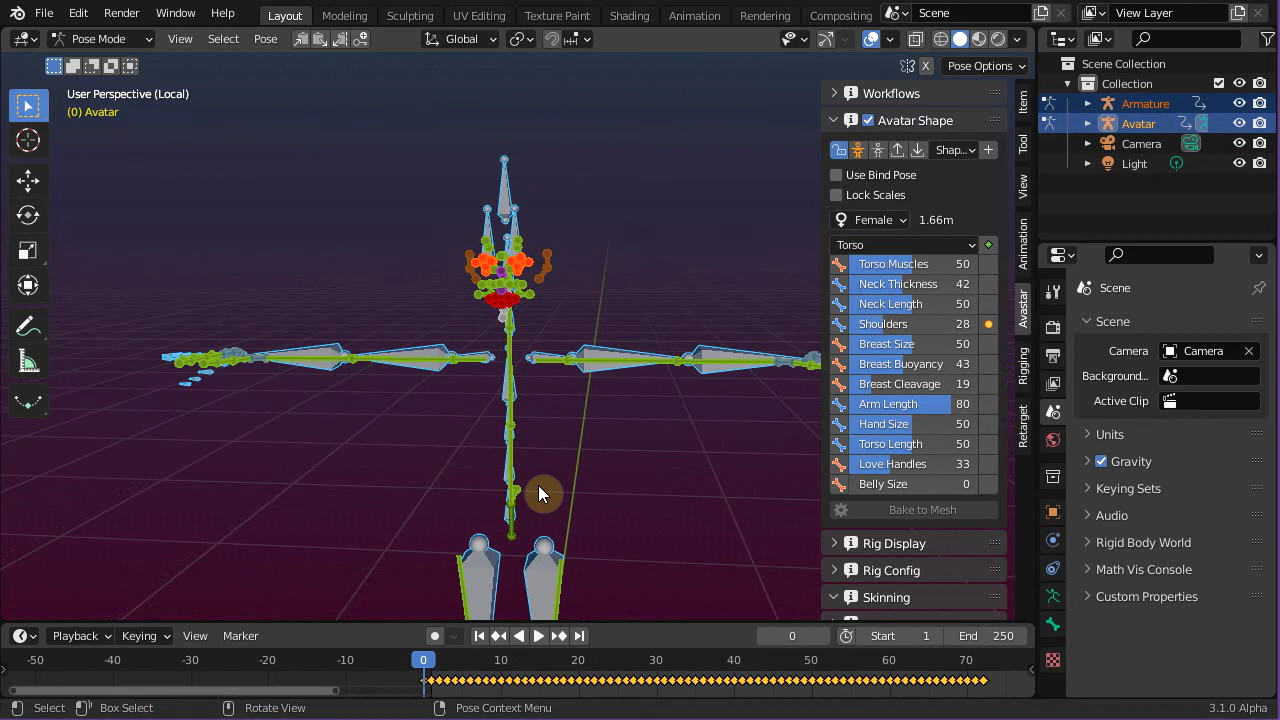 File Edit Render Window Help Layout Modeling Sculpting UV Editing Texture Paint Shading Animation Rendering Compositing Scene View Layer
Pose Mode View Select Pose Global
X Pose Options
User Perspective (Local)
(0) Avatar
Workflows
Avatar Shape
Shap...
Use Bind Pose
Lock Scales
Female 1.66m
Torso
Torso Muscles 50
Neck Thickness 42
Neck Length 50
Shoulders 28
Breast Size 50
Breast Buoyancy 43
Breast Cleavage 19
Arm Length 80
Hand Size 50
Torso Length 50
Love Handles 33
Belly Size 0
Bake to Mesh
Rig Display
Rig Config
Skinning
Item
Tool
View
Animation
Avastar
Rigging
Retarget
Scene Collection
Collection
Armature
Avatar
Camera
Light
Scene
Scene
Camera Camera
Background...
Active Clip
Units
Gravity
Keying Sets
Audio
Rigid Body World
Math Vis Console
Custom Properties
Playback Keying View Marker 0 Start 1 End 250
-50 -40 -30 -20 -10 0 10 20 30 40 50 60 70
Select Box Select Rotate View Pose Context Menu 3.1.0 Alpha